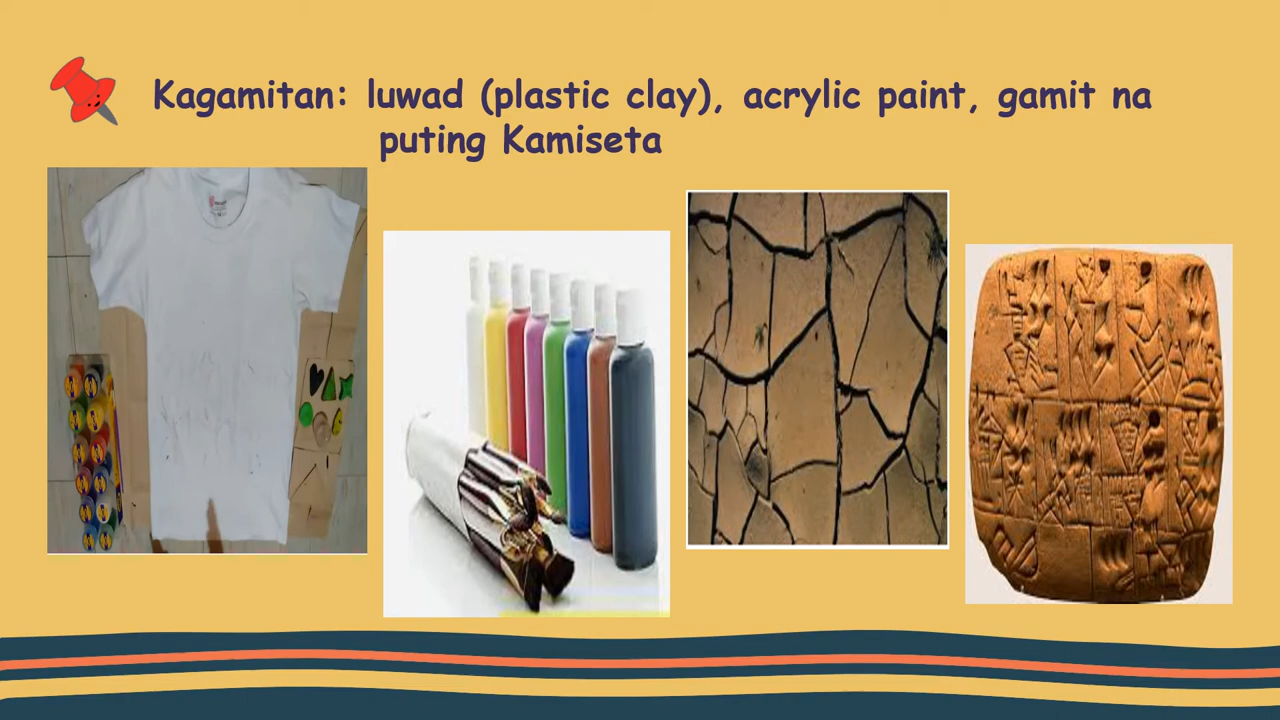 Kagamitan: luwad (plastic clay), acrylic paint, gamit na
puting Kamiseta